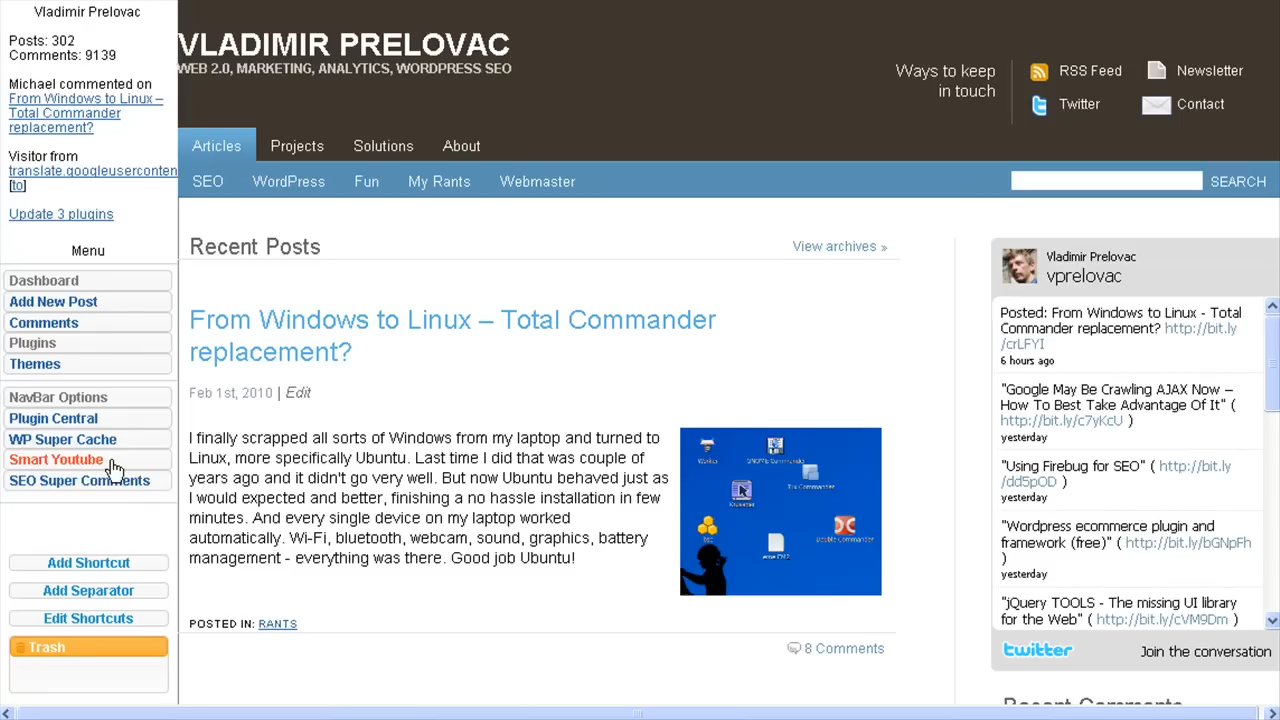 Vladimir Prelovac
Posts: 302
Comments: 9139
Michael commented on
From Windows to Linux –
Total Commander
replacement?
Visitor from
translate.googleuserconten
[to]
Update 3 plugins
Menu
Dashboard
Add New Post
Comments
Plugins
Themes
NavBar Options
Plugin Central
WP Super Cache
Smart Youtube
SEO Super Comments
Add Shortcut
Add Separator
Edit Shortcuts
Trash
VLADIMIR PRELOVAC
WEB 2.0, MARKETING, ANALYTICS, WORDPRESS SEO
Ways to keep
in touch
RSS Feed
Newsletter
Twitter
Contact
Articles
Projects
Solutions
About
SEO
WordPress
Fun
My Rants
Webmaster
SEARCH
Recent Posts
View archives »
From Windows to Linux – Total Commander
replacement?
Feb 1st, 2010 | Edit
I finally scrapped all sorts of Windows from my laptop and turned to
Linux, more specifically Ubuntu. Last time I did that was couple of
years ago and it didn't go very well. But now Ubuntu behaved just as
I would expected and better, finishing a no hassle installation in few
minutes. And every single device on my laptop worked
automatically. Wi-Fi, bluetooth, webcam, sound, graphics, battery
management - everything was there. Good job Ubuntu!
Worker
GNOME Commander
Tux Commander
Krusader
Double Commander
POSTED IN: RANTS
8 Comments
Vladimir Prelovac
vprelovac
Posted: From Windows to Linux - Total
Commander replacement? http://bit.ly
/crLFYI
6 hours ago
"Google May Be Crawling AJAX Now –
How To Best Take Advantage Of It" (
http://bit.ly/c7yKcU )
yesterday
"Using Firebug for SEO" ( http://bit.ly
/dd5pOD )
yesterday
"Wordpress ecommerce plugin and
framework (free)" ( http://bit.ly/bGNpFh
)
yesterday
"jQuery TOOLS - The missing UI library
for the Web" ( http://bit.ly/cVM9Dm )
twitter
Join the conversation
Recent Comments